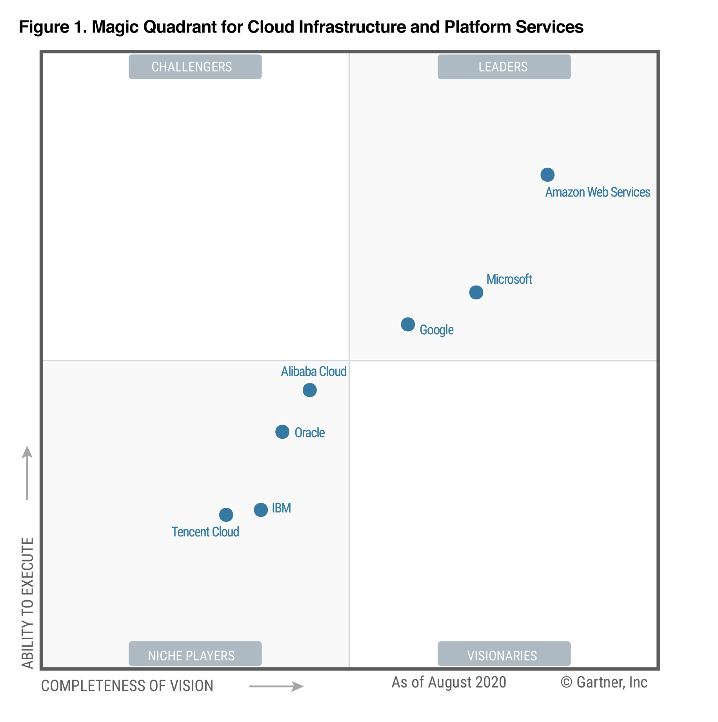 Figure 1. Magic Quadrant for Cloud Infrastructure and Platform Services
CHALLENGERS
LEADERS
Amazon Web Services
Microsoft
Google
Alibaba Cloud
Oracle
IBM
Tencent Cloud
ABILITY TO EXECUTE
NICHE PLAYERS
VISIONARIES
COMPLETENESS OF VISION
As of August 2020
© Gartner, Inc